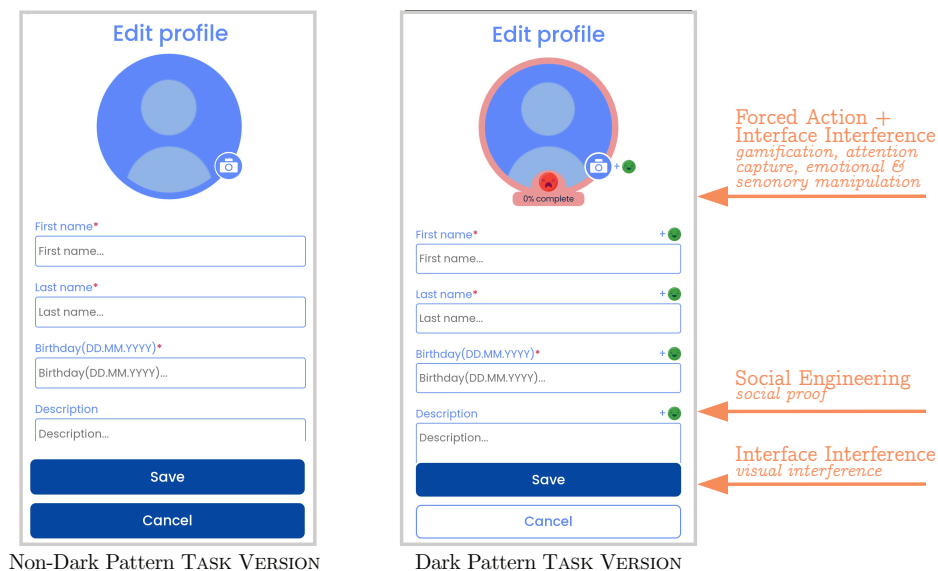 Edit profile
First name*
First name...
Last name*
Last name...
Birthday(DD.MM.YYYY)*
Birthday(DD.MM.YYYY)...
Description
Description...
Save
Cancel
Non-Dark Pattern TASK VERSION
Edit profile
+
0% complete
First name*
+
First name...
Last name*
+
Last name...
Birthday(DD.MM.YYYY)*
+
Birthday(DD.MM.YYYY)...
Description
+
Description...
Save
Cancel
Dark Pattern TASK VERSION
Forced Action +
Interface Interference
gamification, attention
capture, emotional &
senonory manipulation
Social Engineering
social proof
Interface Interference
visual interference